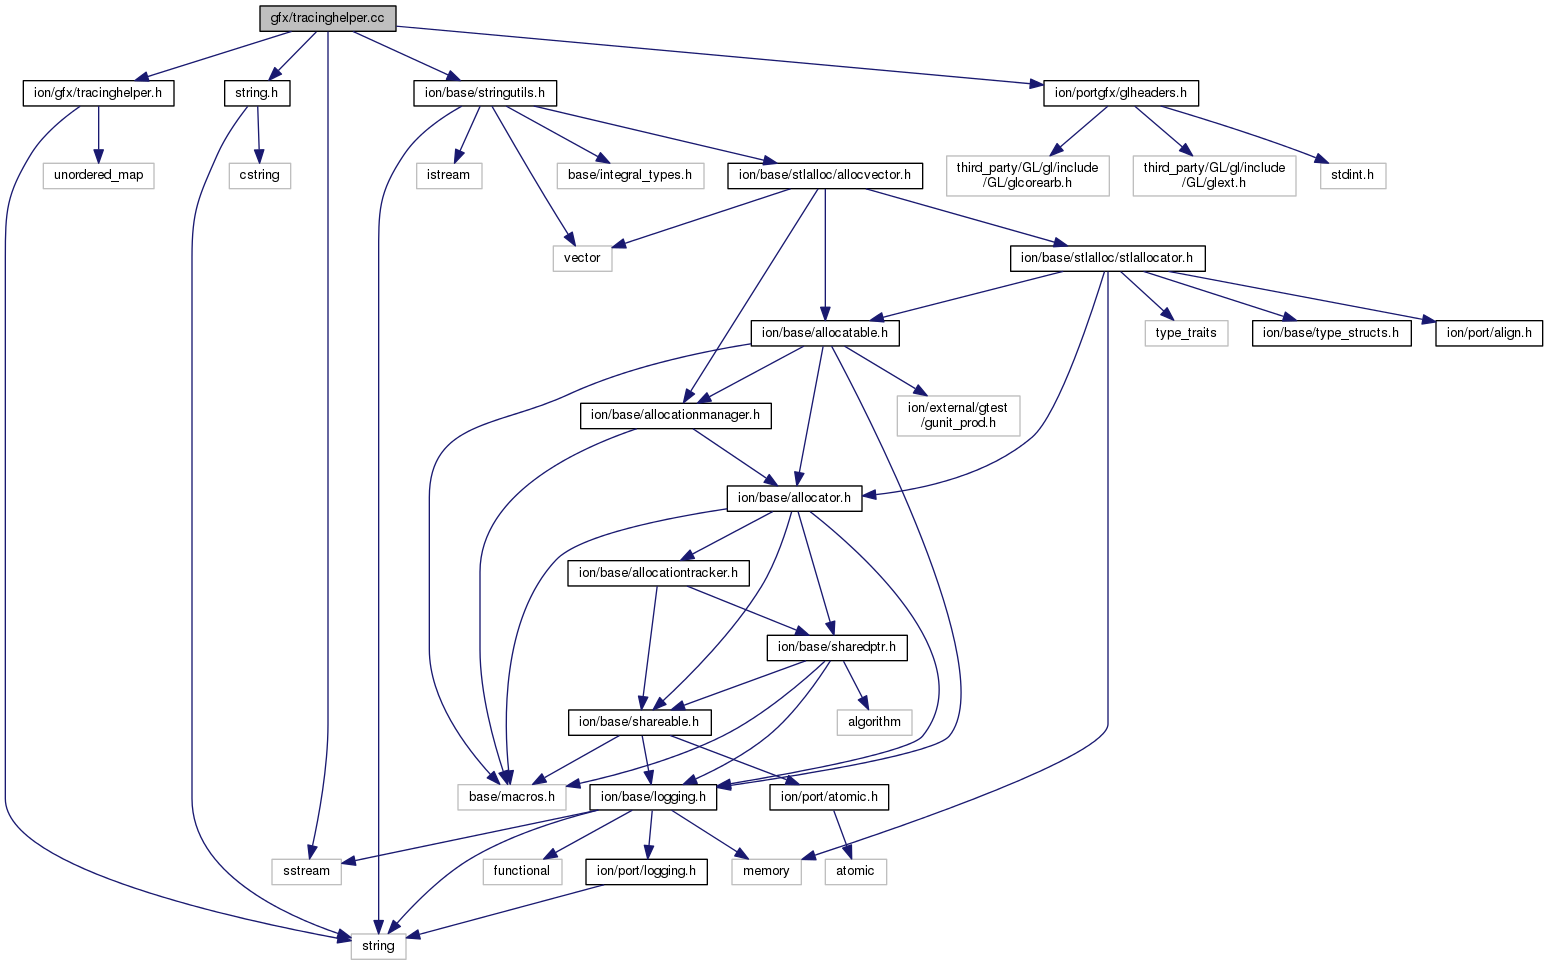 gfx/tracinghelper.cc
ion/gfx/tracinghelper.h
string.h
ion/base/stringutils.h
ion/portgfx/glheaders.h
unordered_map
cstring
istream
base/integral_types.h
ion/base/stlalloc/allocvector.h
third_party/GL/gl/include
/GL/glcorearb.h
third_party/GL/gl/include
/GL/glext.h
stdint.h
vector
ion/base/stlalloc/stlallocator.h
ion/base/allocatable.h
type_traits
ion/base/type_structs.h
ion/port/align.h
ion/base/allocationmanager.h
ion/external/gtest
/gunit_prod.h
ion/base/allocator.h
ion/base/allocationtracker.h
ion/base/sharedptr.h
ion/base/shareable.h
algorithm
base/macros.h
ion/base/logging.h
ion/port/atomic.h
sstream
functional
ion/port/logging.h
memory
atomic
string